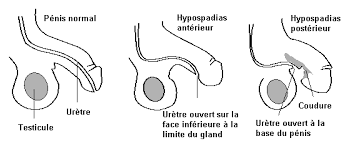 Pénis normal
Urètre
Testicule
Hypospadias
antérieur
Urètre ouvert sur la
face inférieure à la
limite du gland
Hypospadias
postérieur
Coudure
Urètre ouvert à la
base du pénis